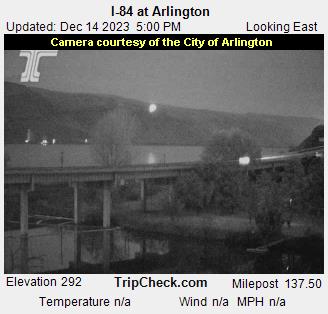 I-84 at Arlington
Updated: Dec 14 2023 5:00 PM Looking East
Camera courtesy of the City of Arlington
Elevation 292 TripCheck.com Milepost 137.50
Temperature n/a Wind n/a MPH n/a